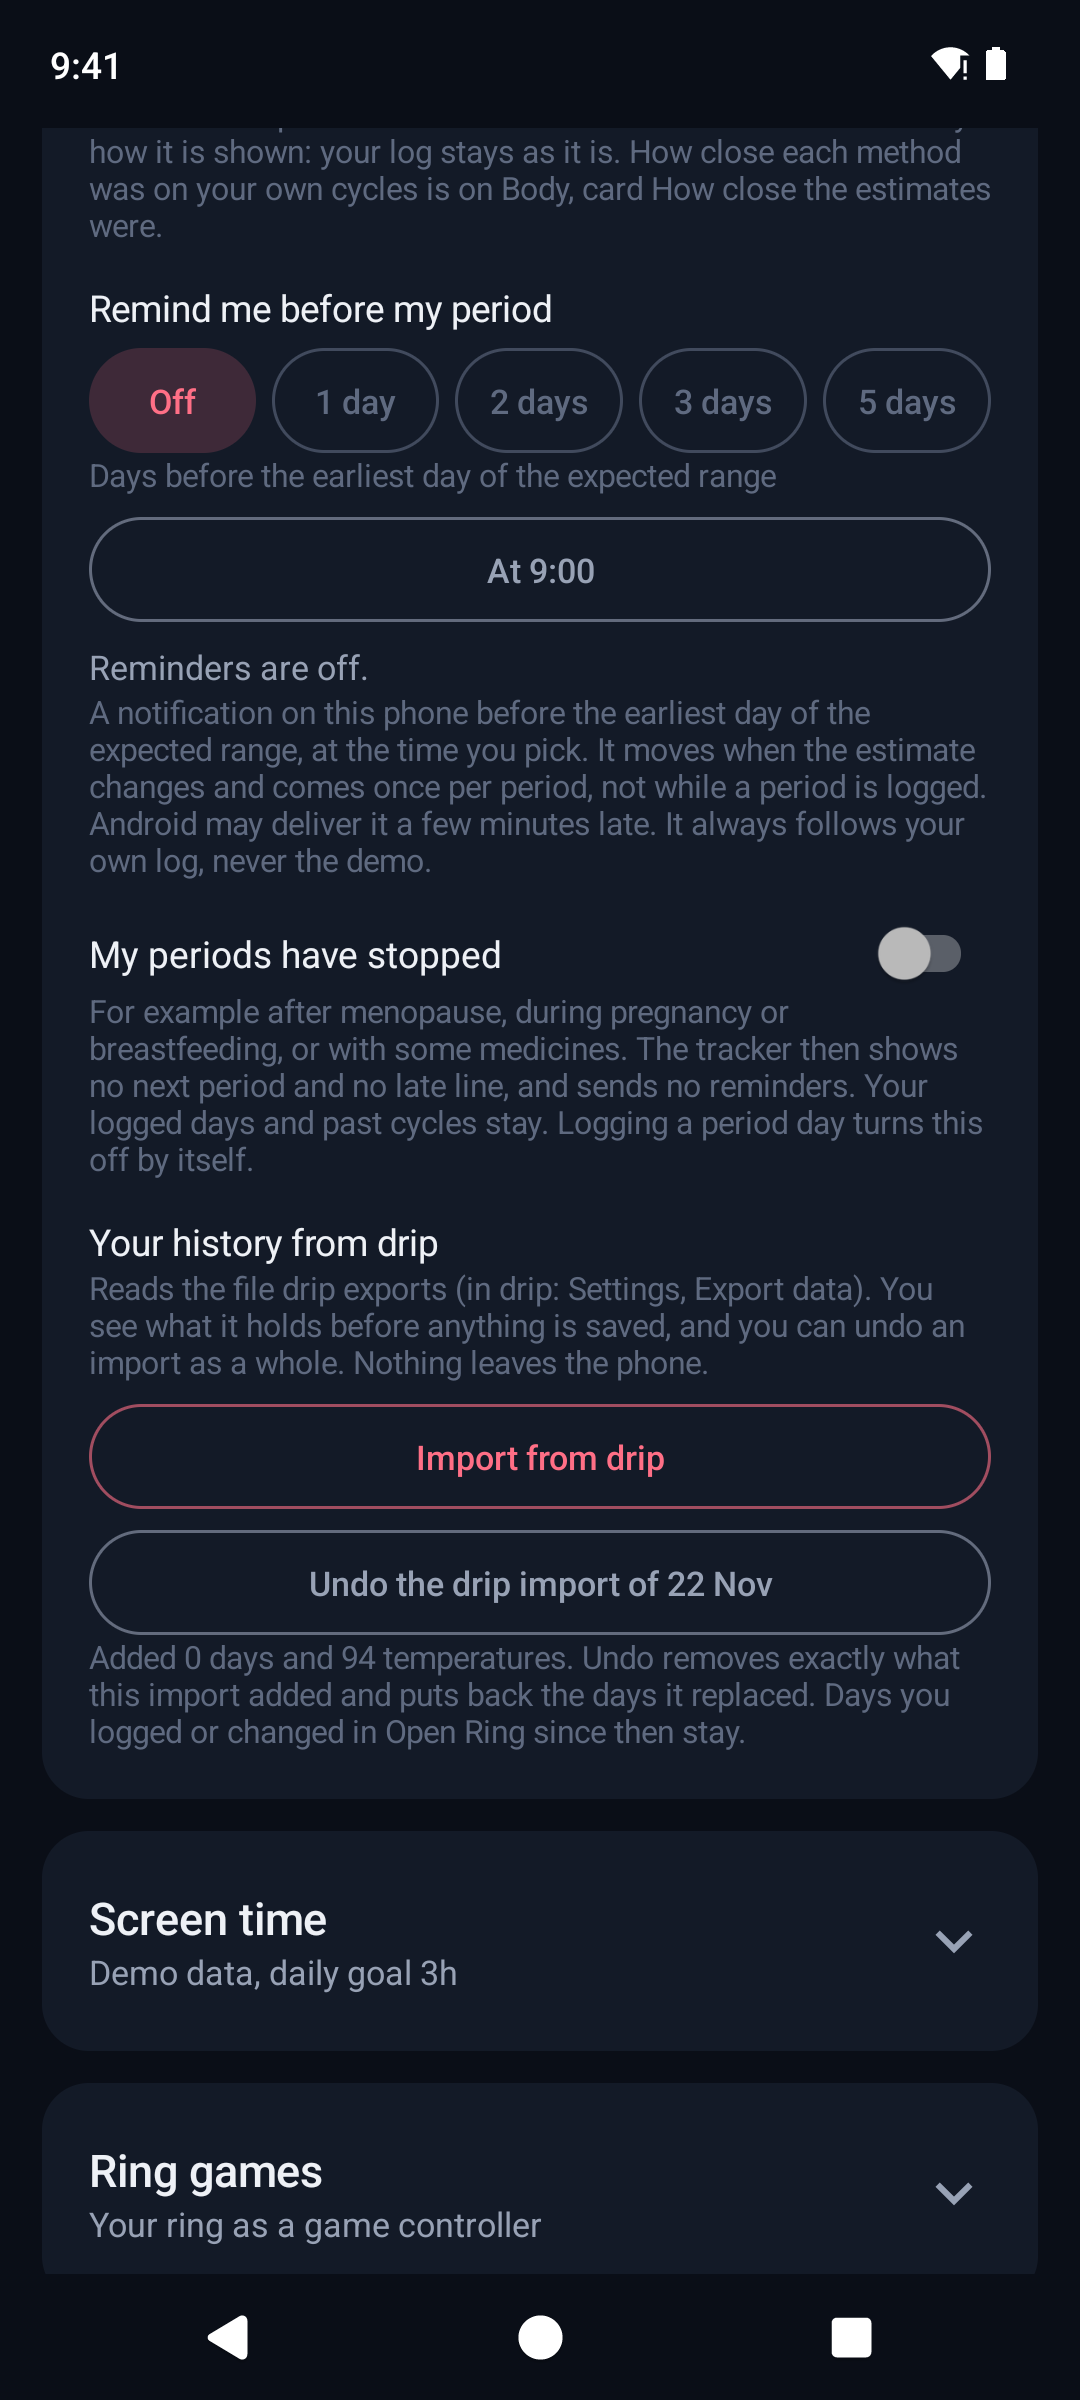 9:41
how it is shown: your log stays as it is. How close each method
was on your own cycles is on Body, card How close the estimates
were.
Remind me before my period
Off
1 day
2 days
3 days
5 days
Days before the earliest day of the expected range
At 9:00
Reminders are off.
A notification on this phone before the earliest day of the
expected range, at the time you pick. It moves when the estimate
changes and comes once per period, not while a period is logged.
Android may deliver it a few minutes late. It always follows your
own log, never the demo.
My periods have stopped
For example after menopause, during pregnancy or
breastfeeding, or with some medicines. The tracker then shows
no next period and no late line, and sends no reminders. Your
logged days and past cycles stay. Logging a period day turns this
off by itself.
Your history from drip
Reads the file drip exports (in drip: Settings, Export data). You
see what it holds before anything is saved, and you can undo an
import as a whole. Nothing leaves the phone.
Import from drip
Undo the drip import of 22 Nov
Added 0 days and 94 temperatures. Undo removes exactly what
this import added and puts back the days it replaced. Days you
logged or changed in Open Ring since then stay.
Screen time
Demo data, daily goal 3h
Ring games
Your ring as a game controller